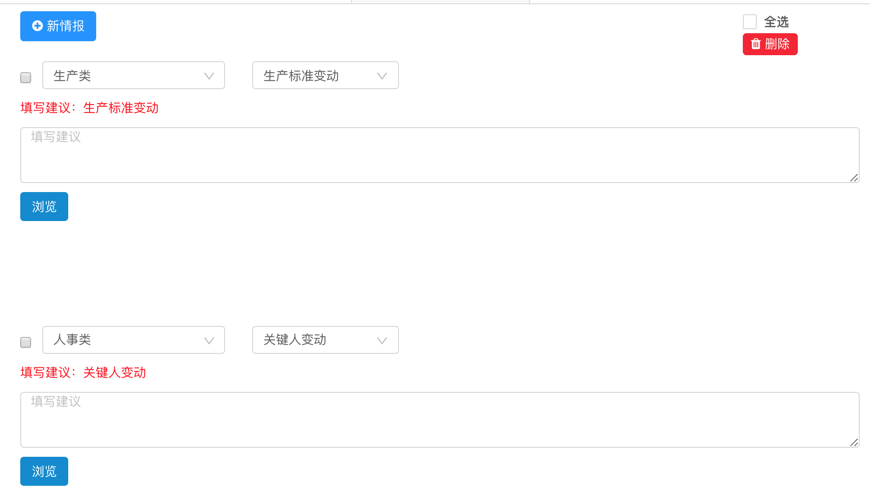 新情报
全选
删除
生产类 生产标准变动
填写建议：生产标准变动
填写建议
浏览
人事类 关键人变动
填写建议：关键人变动
填写建议
浏览